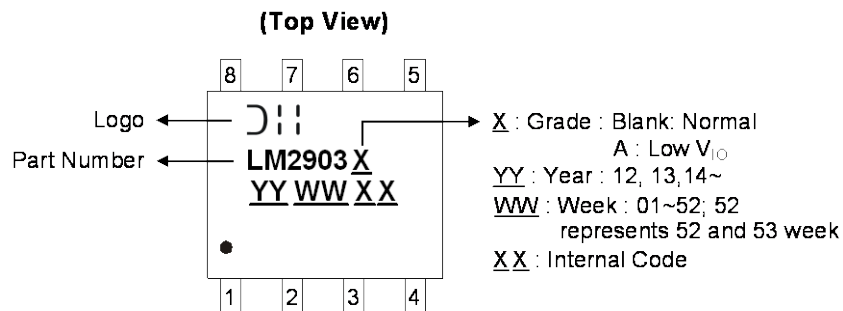 (Top View)
8 7 6 5
Logo
Part Number
LM2903 X
YY WW X X
X : Grade : Blank: Normal
A : Low VIO
YY : Year : 12, 13,14~
WW : Week : 01~52; 52
represents 52 and 53 week
X X : Internal Code
1 2 3 4